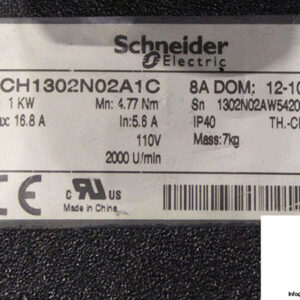 Schneider
Electric
CH1302N02A1C 8A DOM: 12-10
1 KW Mn: 4.77 Nm Sn 1302N02AW5420
ax: 16.8 A In:5.6 A IP40 TH.-CL
110V Mass:7kg
2000 U/min
CE
Made in China